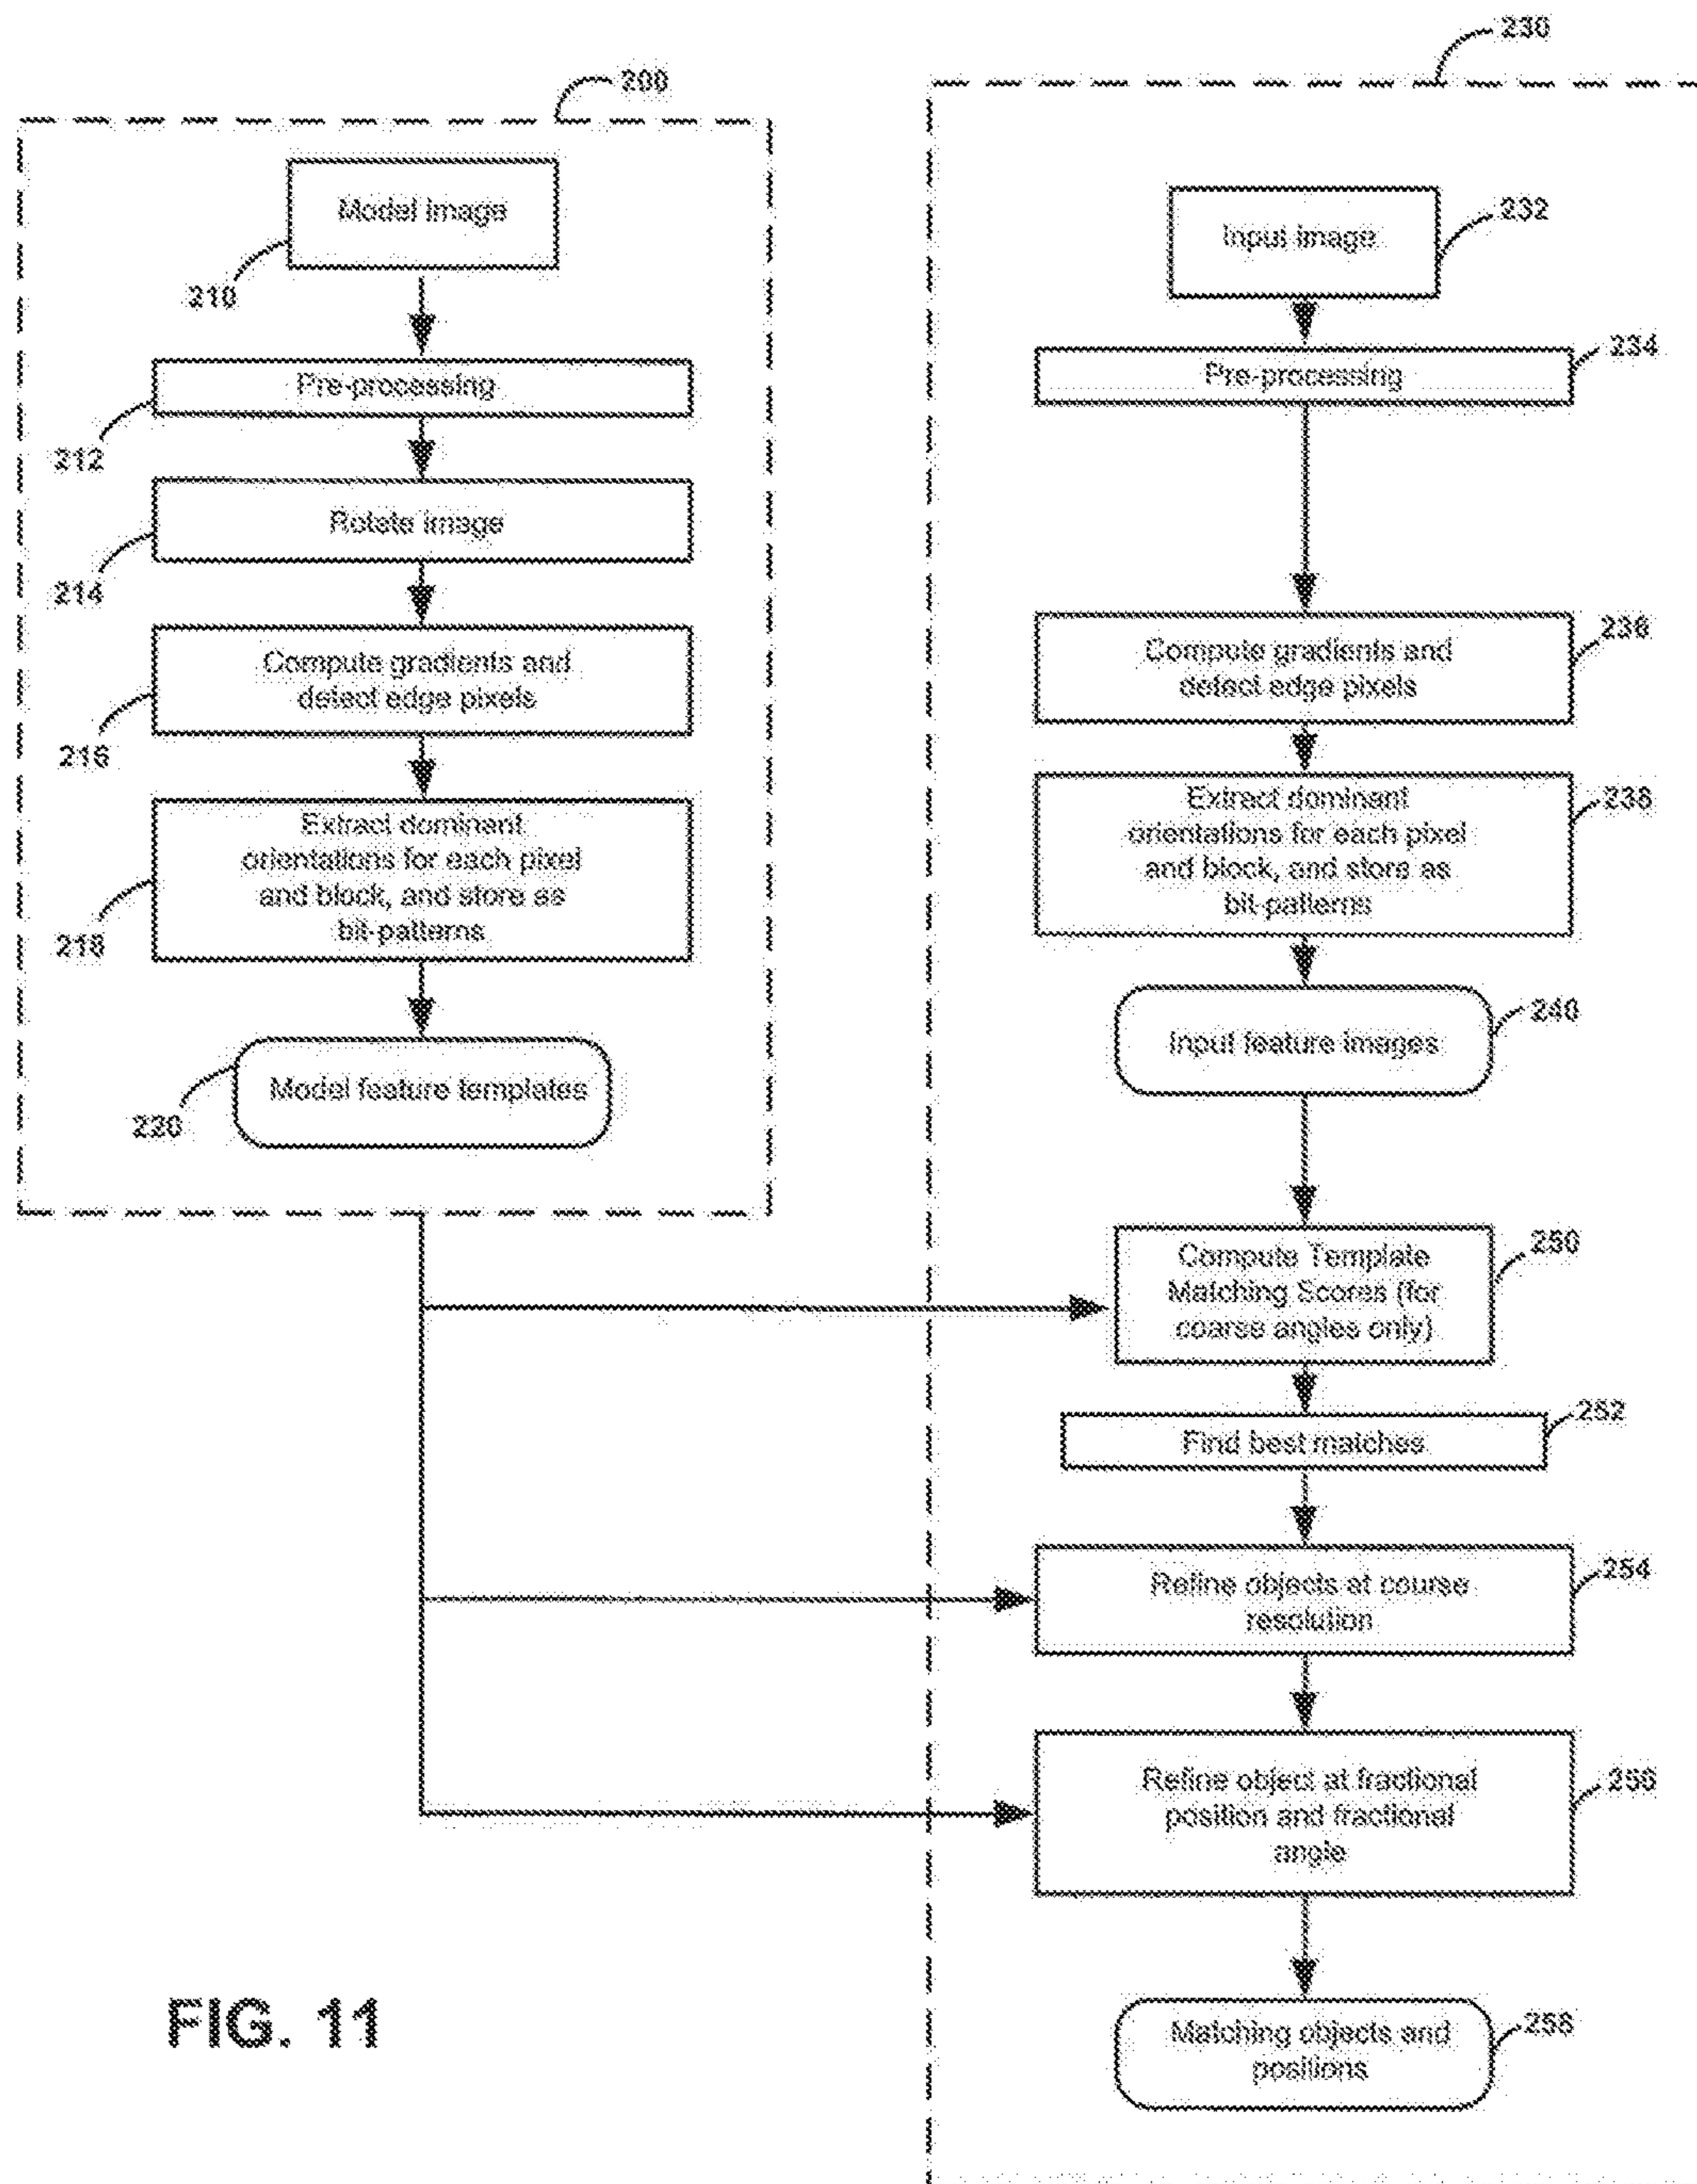 200
Model image
210
Pre-processing
212
Rotate image
214
Compute gradients and
detect edge pixels
216
Extract dominant
orientations for each pixel
and block, and store as
bit-patterns
218
Model feature templates
220
230
Input image
232
Pre-processing
234
Compute gradients and
detect edge pixels
236
Extract dominant
orientations for each pixel
and block, and store as
bit-patterns
238
Input feature images
240
Compute Template
Matching Scores (for
coarse angles only)
250
Find best matches
252
Refine objects at course
resolution
254
Refine object at fractional
position and fractional
angle
256
Matching objects and
positions
258
FIG. 11